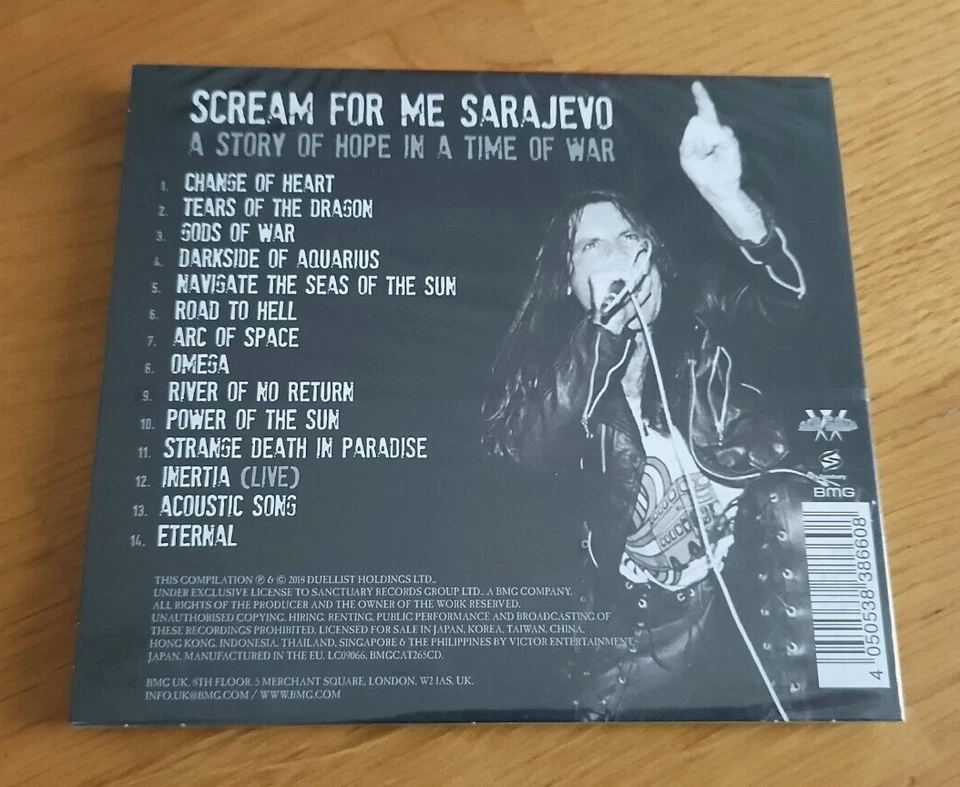 SCREAM FOR ME SARAJEVO
A STORY OF HOPE IN A TIME OF WAR
1. CHANGE OF HEART
2. TEARS OF THE DRAGON
3. GODS OF WAR
4. DARKSIDE OF AQUARIUS
5. NAVIGATE THE SEAS OF THE SUN
6. ROAD TO HELL
7. ARC OF SPACE
8. OMEGA
9. RIVER OF NO RETURN
10. POWER OF THE SUN
11. STRANGE DEATH IN PARADISE
12. INERTIA (LIVE)
13. ACOUSTIC SONG
14. ETERNAL
THIS COMPILATION ℗ & © 2018 DUELLIST HOLDINGS LTD.,
UNDER EXCLUSIVE LICENSE TO SANCTUARY RECORDS GROUP LTD., A BMG COMPANY.
ALL RIGHTS OF THE PRODUCER AND THE OWNER OF THE WORK RESERVED.
UNAUTHORISED COPYING, HIRING, RENTING, PUBLIC PERFORMANCE AND BROADCASTING OF
THESE RECORDINGS PROHIBITED. LICENSED FOR SALE IN JAPAN, KOREA, TAIWAN, CHINA,
HONG KONG, INDONESIA, THAILAND, SINGAPORE & THE PHILIPPINES BY VICTOR ENTERTAINMENT,
JAPAN. MANUFACTURED IN THE EU. LC09066. BMGCAT265CD.
BMG UK, 8TH FLOOR, 5 MERCHANT SQUARE, LONDON, W2 1AS, UK.
INFO.UK@BMG.COM / WWW.BMG.COM
BMG
4 050538 386608